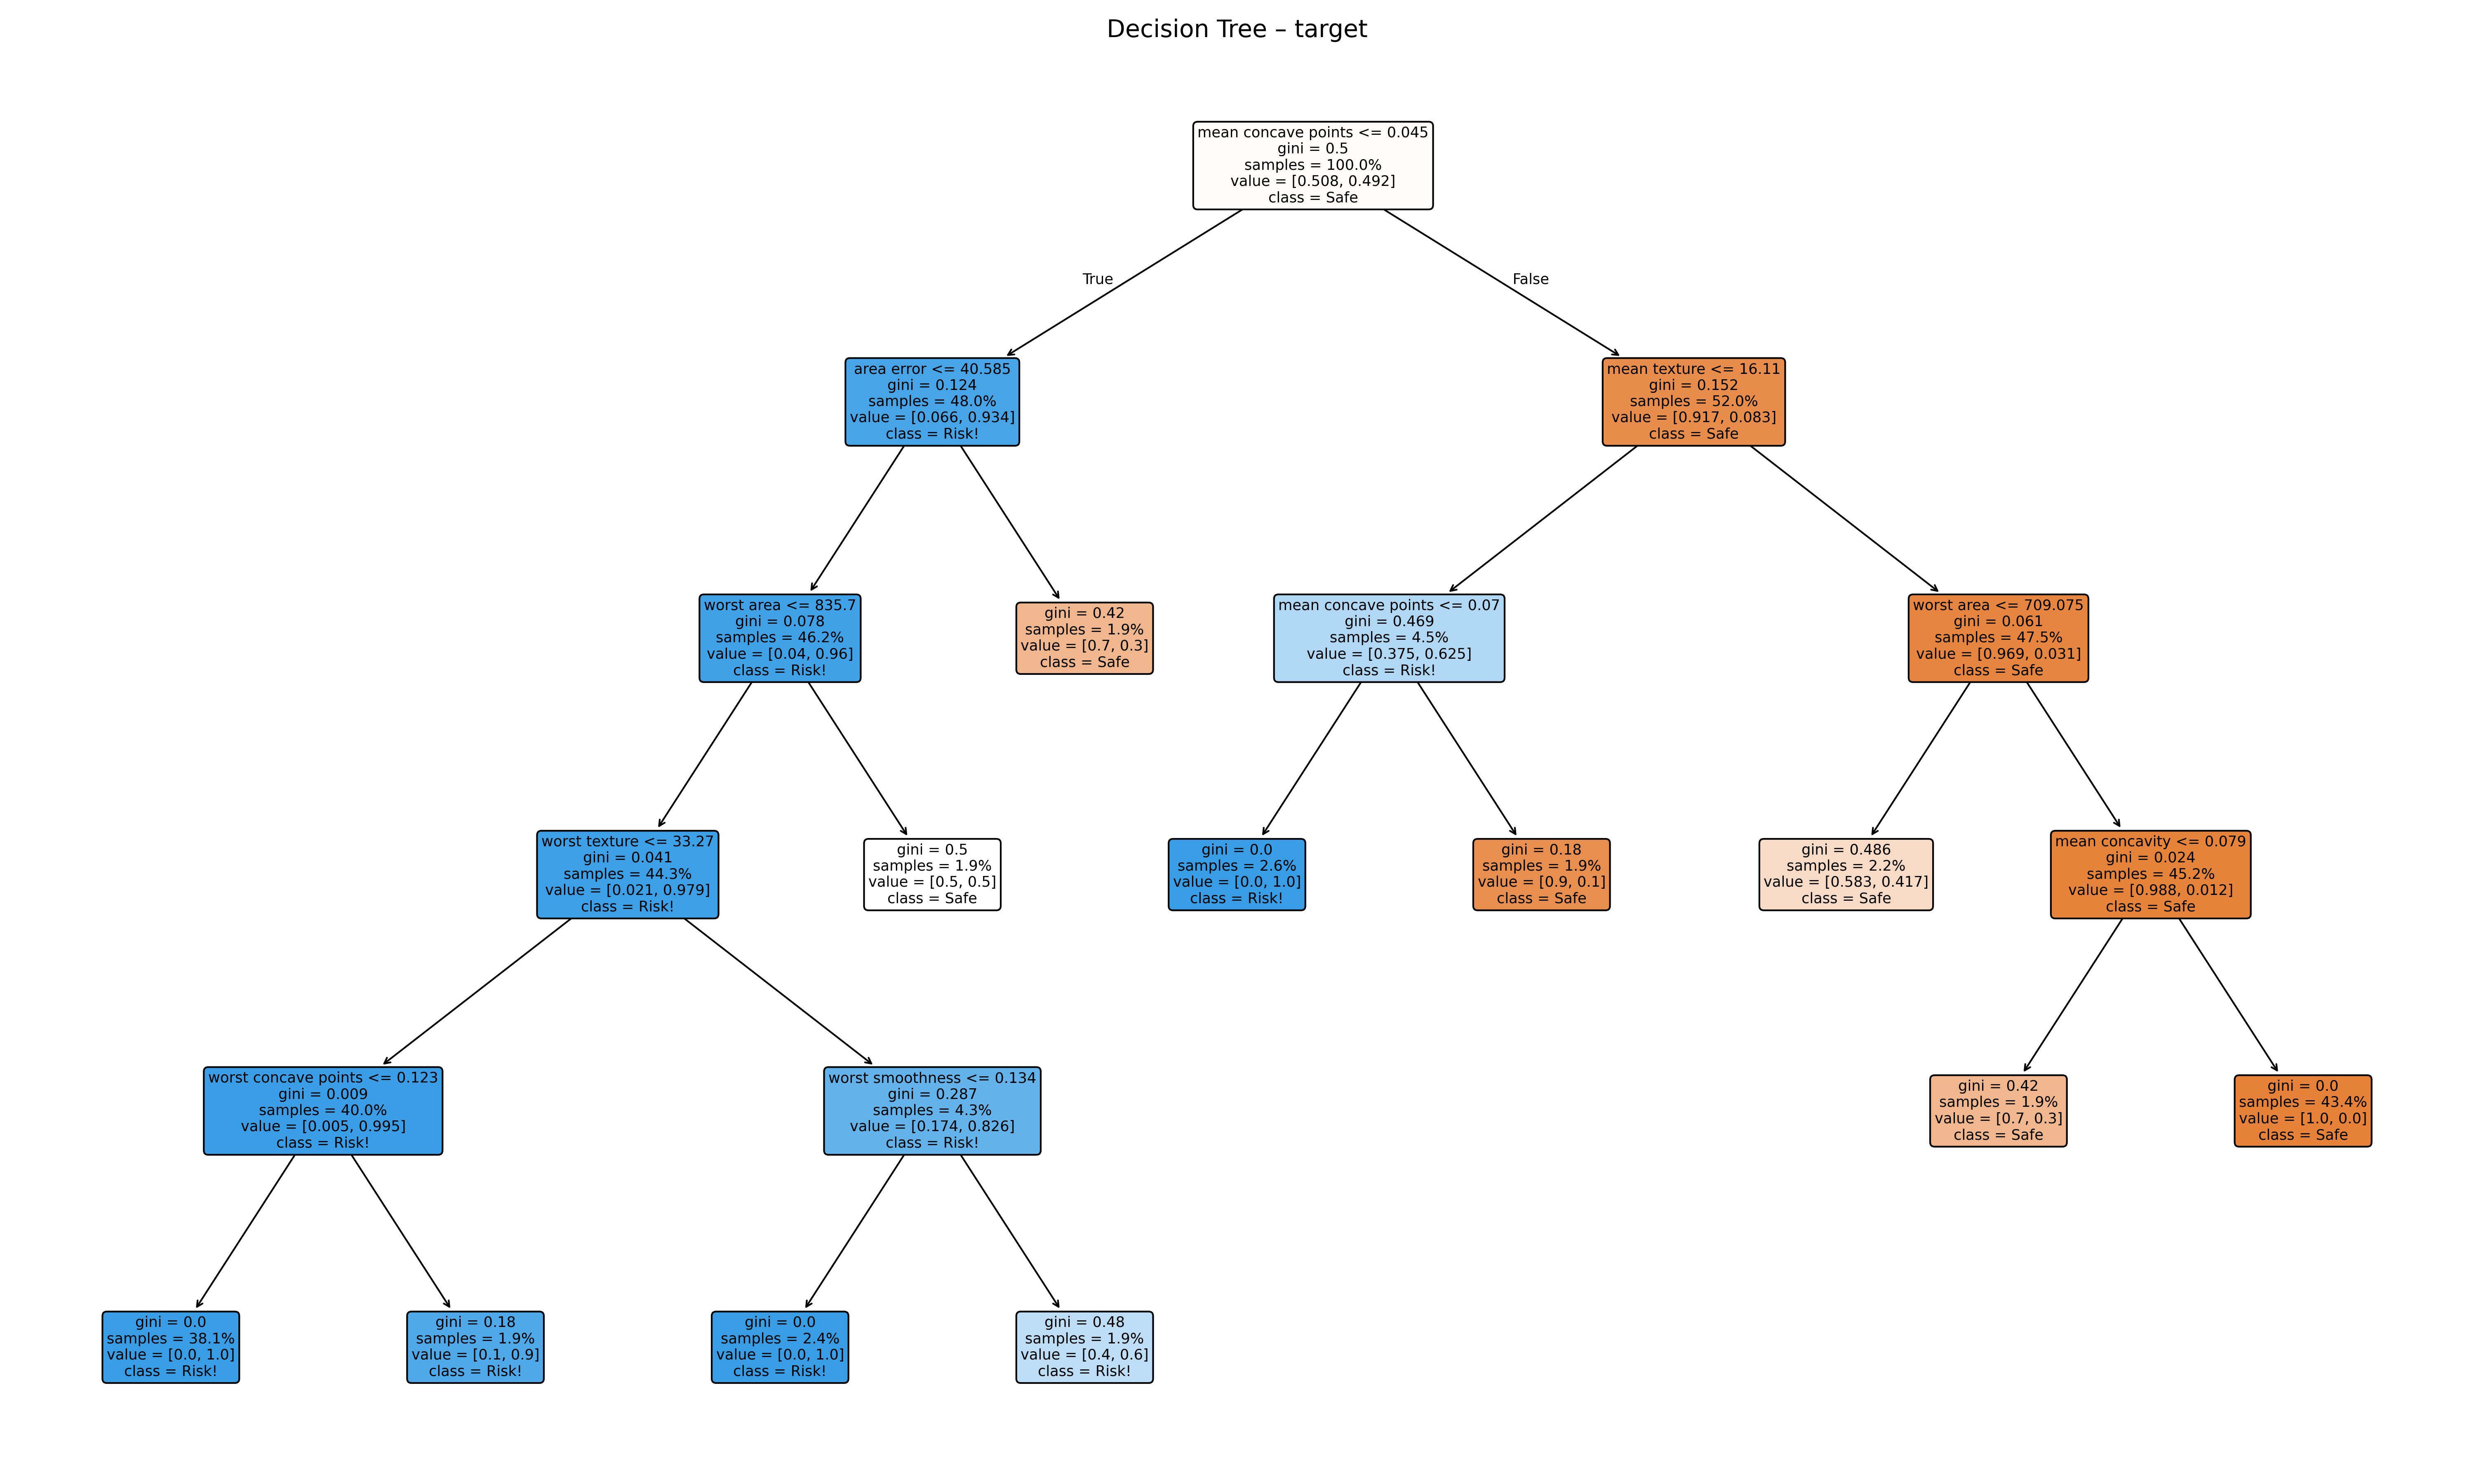 Decision Tree – target
mean concave points <= 0.045
gini = 0.5
samples = 100.0%
value = [0.508, 0.492]
class = Safe
True
False
area error <= 40.585
gini = 0.124
samples = 48.0%
value = [0.066, 0.934]
class = Risk!
mean texture <= 16.11
gini = 0.152
samples = 52.0%
value = [0.917, 0.083]
class = Safe
worst area <= 835.7
gini = 0.078
samples = 46.2%
value = [0.04, 0.96]
class = Risk!
gini = 0.42
samples = 1.9%
value = [0.7, 0.3]
class = Safe
mean concave points <= 0.07
gini = 0.469
samples = 4.5%
value = [0.375, 0.625]
class = Risk!
worst area <= 709.075
gini = 0.061
samples = 47.5%
value = [0.969, 0.031]
class = Safe
worst texture <= 33.27
gini = 0.041
samples = 44.3%
value = [0.021, 0.979]
class = Risk!
gini = 0.5
samples = 1.9%
value = [0.5, 0.5]
class = Safe
gini = 0.0
samples = 2.6%
value = [0.0, 1.0]
class = Risk!
gini = 0.18
samples = 1.9%
value = [0.9, 0.1]
class = Safe
gini = 0.486
samples = 2.2%
value = [0.583, 0.417]
class = Safe
mean concavity <= 0.079
gini = 0.024
samples = 45.2%
value = [0.988, 0.012]
class = Safe
worst concave points <= 0.123
gini = 0.009
samples = 40.0%
value = [0.005, 0.995]
class = Risk!
worst smoothness <= 0.134
gini = 0.287
samples = 4.3%
value = [0.174, 0.826]
class = Risk!
gini = 0.42
samples = 1.9%
value = [0.7, 0.3]
class = Safe
gini = 0.0
samples = 43.4%
value = [1.0, 0.0]
class = Safe
gini = 0.0
samples = 38.1%
value = [0.0, 1.0]
class = Risk!
gini = 0.18
samples = 1.9%
value = [0.1, 0.9]
class = Risk!
gini = 0.0
samples = 2.4%
value = [0.0, 1.0]
class = Risk!
gini = 0.48
samples = 1.9%
value = [0.4, 0.6]
class = Risk!